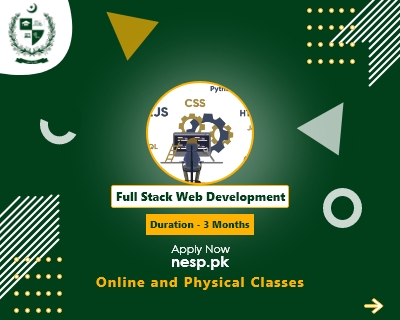 Pyth
.JS
CSS
HT
QL
Full Stack Web Development
Duration - 3 Months
Apply Now
nesp.pk
Online and Physical Classes